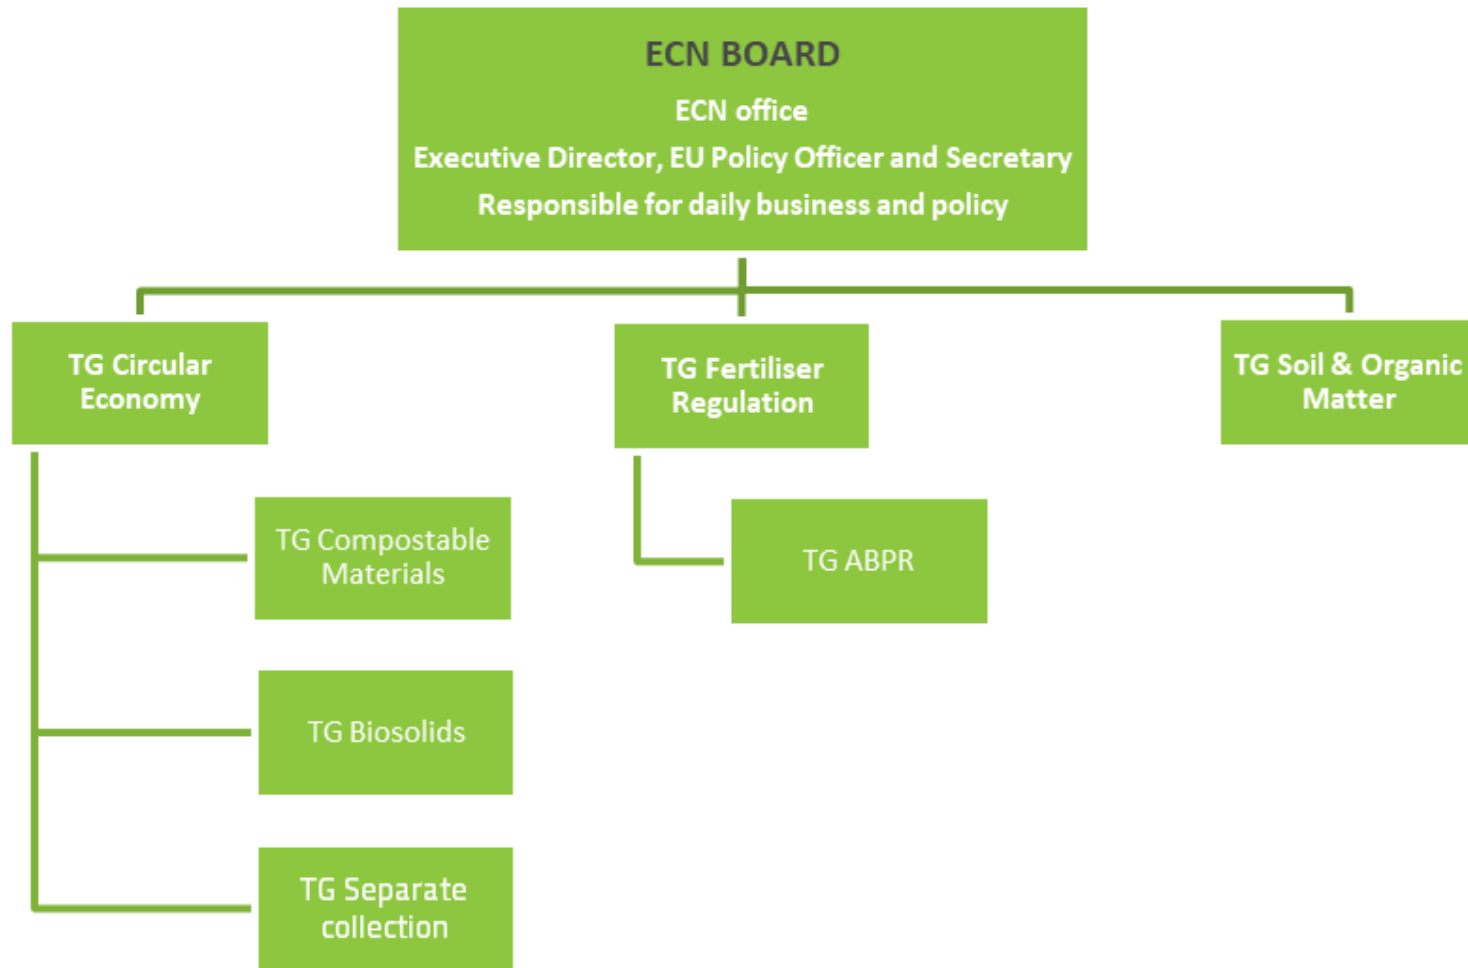 ECN BOARD
ECN office
Executive Director, EU Policy Officer and Secretary
Responsible for daily business and policy
TG Circular
Economy
TG Fertiliser
Regulation
TG Soil & Organic
Matter
TG Compostable
Materials
TG ABPR
TG Biosolids
TG Separate
collection